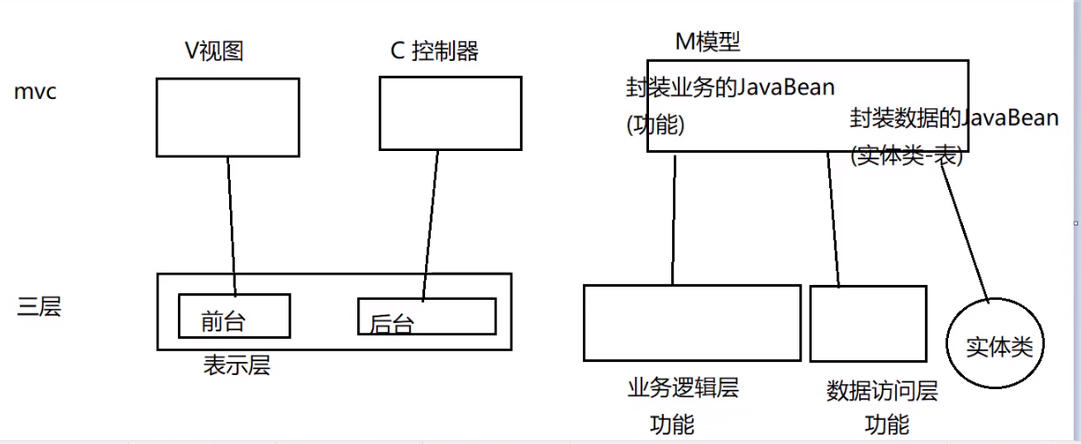 mvc
V视图
C 控制器
M模型
封装业务的JavaBean
(功能)
封装数据的JavaBean
(实体类-表)
三层
前台
后台
表示层
业务逻辑层
功能
数据访问层
功能
实体类